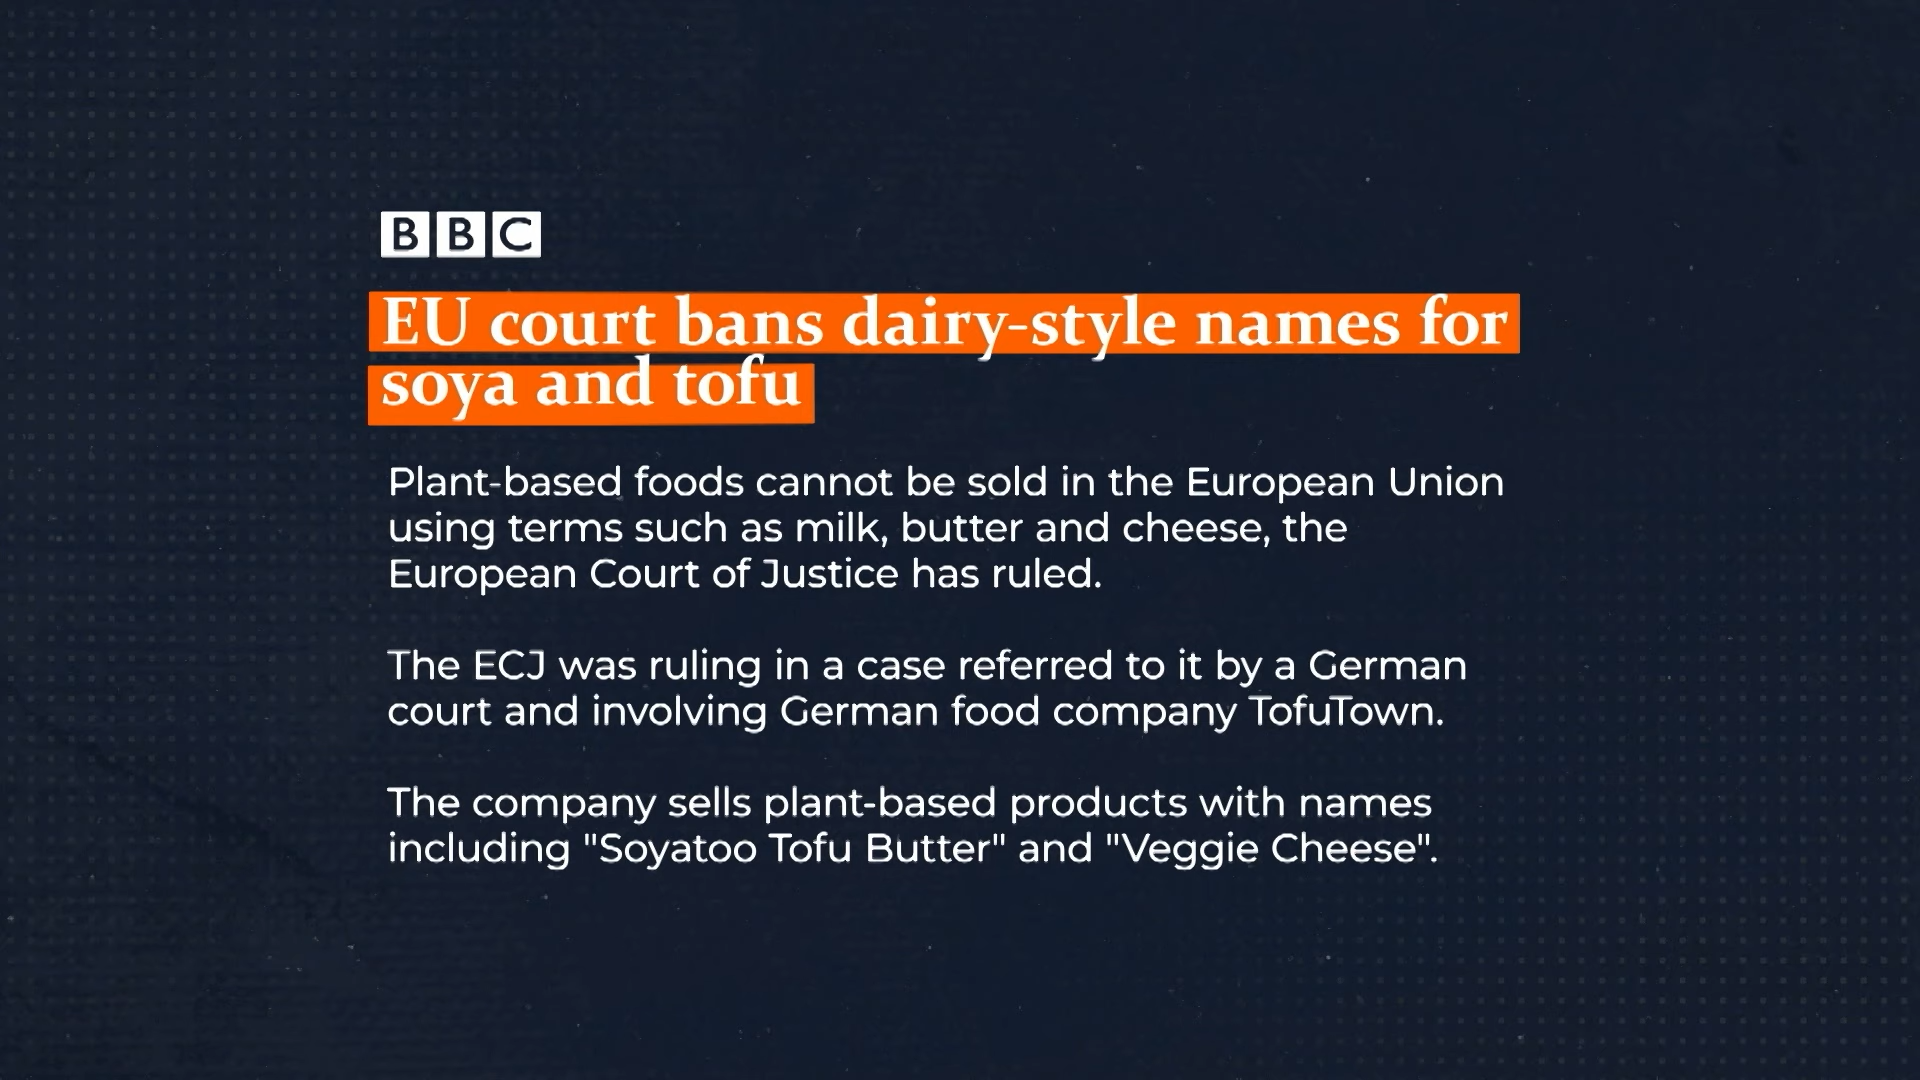 BBC
EU court bans dairy-style names for
soya and tofu
Plant-based foods cannot be sold in the European Union
using terms such as milk, butter and cheese, the
European Court of Justice has ruled.
The ECJ was ruling in a case referred to it by a German
court and involving German food company TofuTown.
The company sells plant-based products with names
including "Soyatoo Tofu Butter" and "Veggie Cheese".